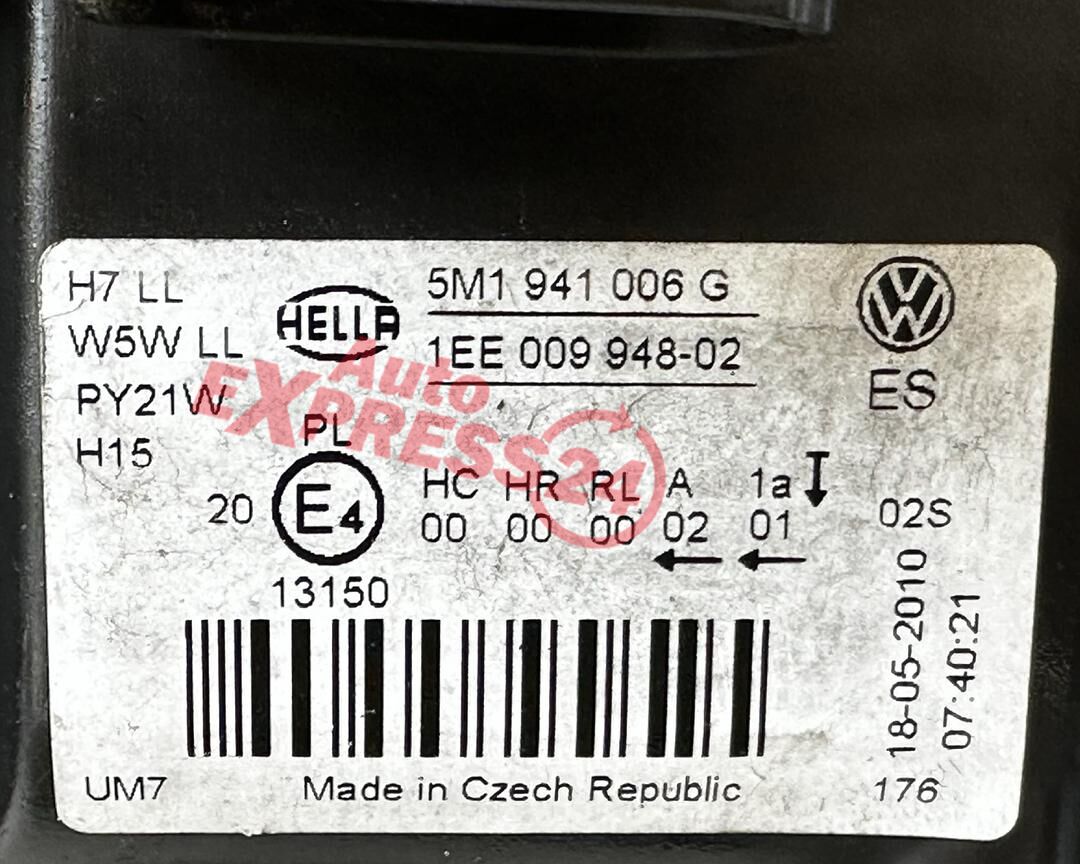 H7 LL
W5W LL
PY21W
H15
HELLA
5M1 941 006 G
1EE 009 948-02
VW
ES
Auto
EXPRESS24
PL
20 E4
13150
HC HR RL A 1a
00 00 00 02 01
02S
18-05-2010
07:40:21
UM7 Made in Czech Republic 176